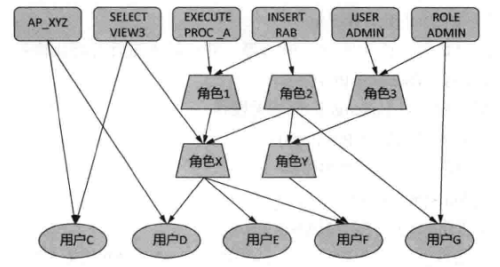 AP_XYZ
SELECT
VIEW3
EXECUTE
PROC _A
INSERT
RAB
USER
ADMIN
ROLE
ADMIN
角色1
角色2
角色3
角色X
角色Y
用户C
用户D
用户E
用户F
用户G